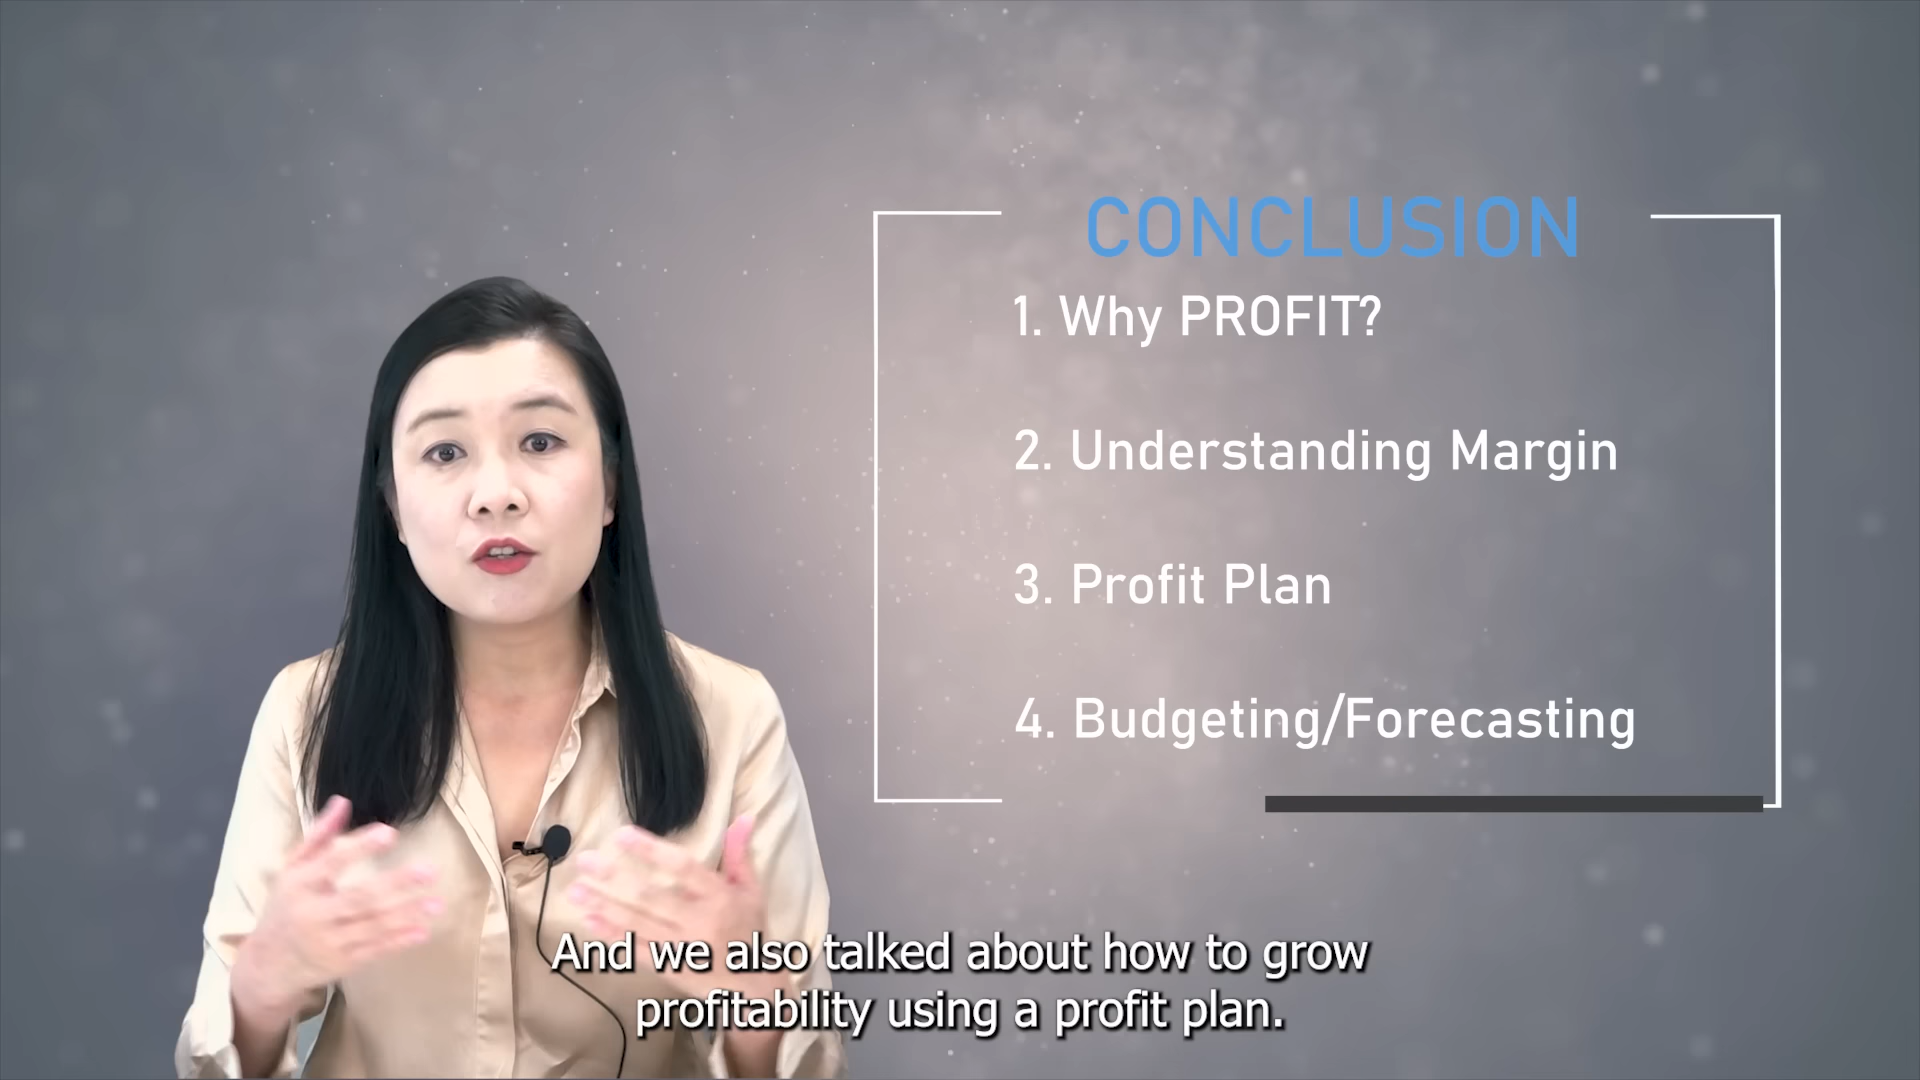 CONCLUSION
1. Why PROFIT?
2. Understanding Margin
3. Profit Plan
4. Budgeting/Forecasting
And we also talked about how to grow
profitability using a profit plan.